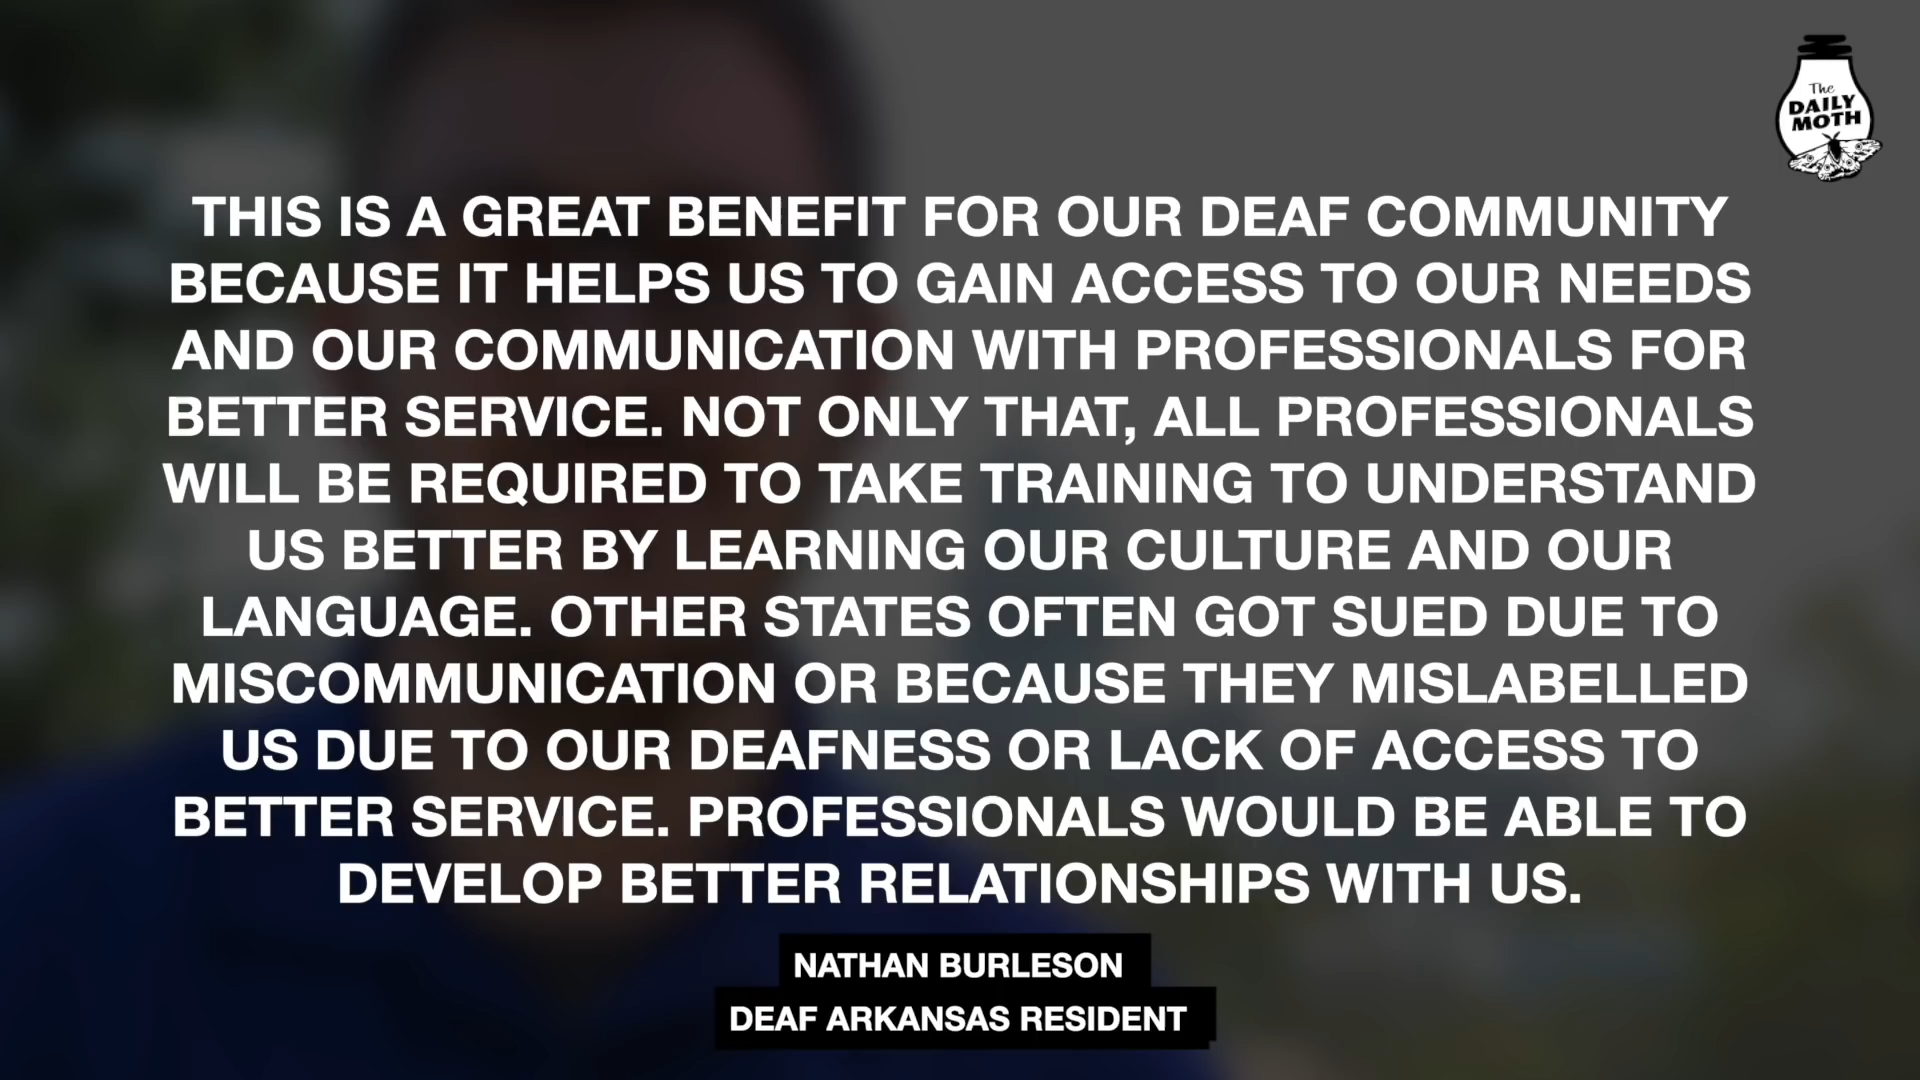 The
DAILY
MOTH
THIS IS A GREAT BENEFIT FOR OUR DEAF COMMUNITY
BECAUSE IT HELPS US TO GAIN ACCESS TO OUR NEEDS
AND OUR COMMUNICATION WITH PROFESSIONALS FOR
BETTER SERVICE. NOT ONLY THAT, ALL PROFESSIONALS
WILL BE REQUIRED TO TAKE TRAINING TO UNDERSTAND
US BETTER BY LEARNING OUR CULTURE AND OUR
LANGUAGE. OTHER STATES OFTEN GOT SUED DUE TO
MISCOMMUNICATION OR BECAUSE THEY MISLABELLED
US DUE TO OUR DEAFNESS OR LACK OF ACCESS TO
BETTER SERVICE. PROFESSIONALS WOULD BE ABLE TO
DEVELOP BETTER RELATIONSHIPS WITH US.
NATHAN BURLESON
DEAF ARKANSAS RESIDENT